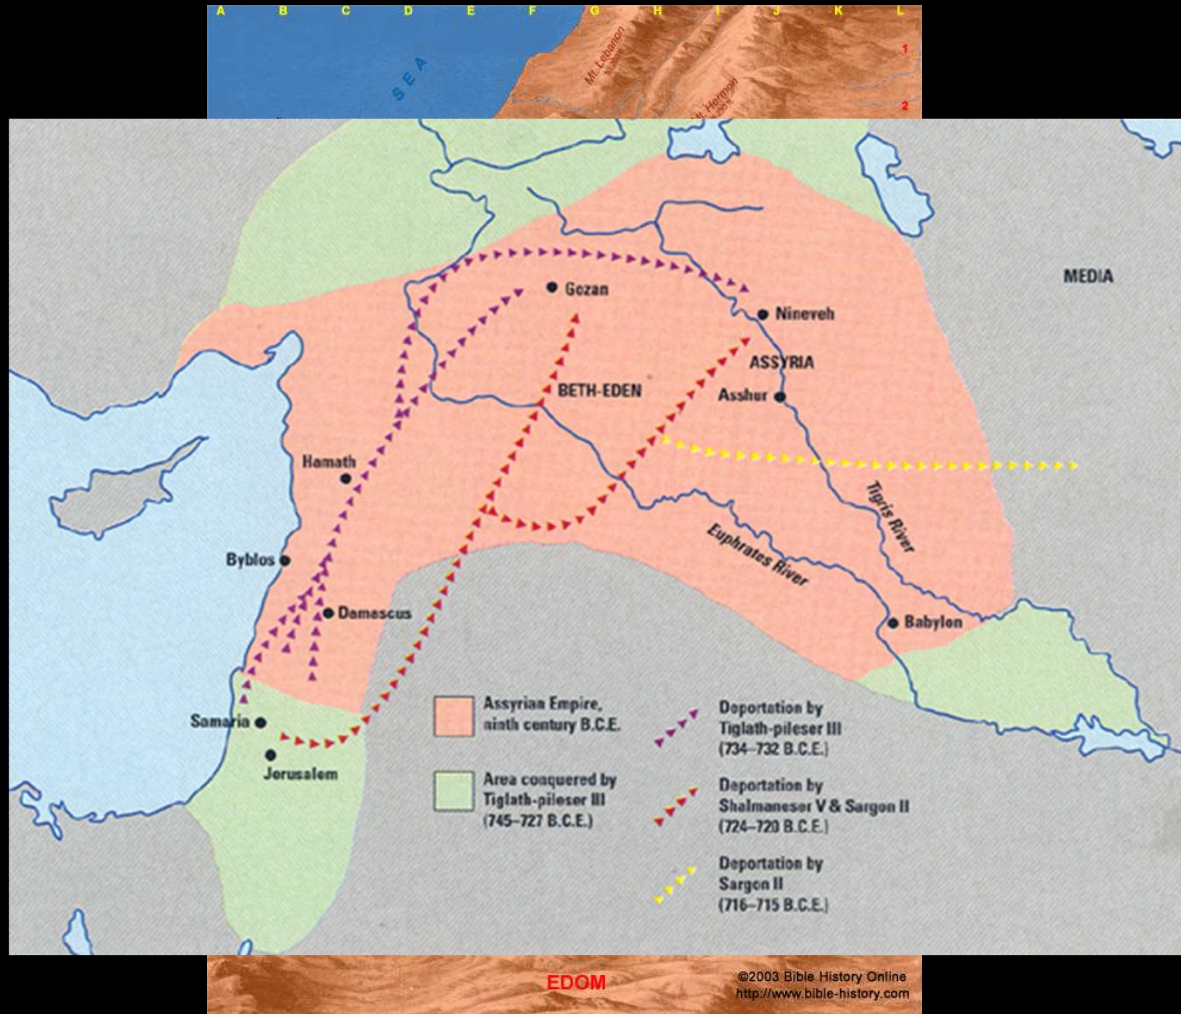 A B C D E F G H I J K L
1
2
SEA
Mt. Lebanon
Mt. Hermon
MEDIA
Gozan
Nineveh
ASSYRIA
BETH-EDEN
Asshur
Hamath
Tigris River
Euphrates River
Byblos
Damascus
Babylon
Samaria
Jerusalem
Assyrian Empire,
ninth century B.C.E.
Area conquered by
Tiglath-pileser III
(745–727 B.C.E.)
Deportation by
Tiglath-pileser III
(734–732 B.C.E.)
Deportation by
Shalmaneser V & Sargon II
(724–720 B.C.E.)
Deportation by
Sargon II
(716–715 B.C.E.)
EDOM
©2003 Bible History Online
http://www.bible-history.com